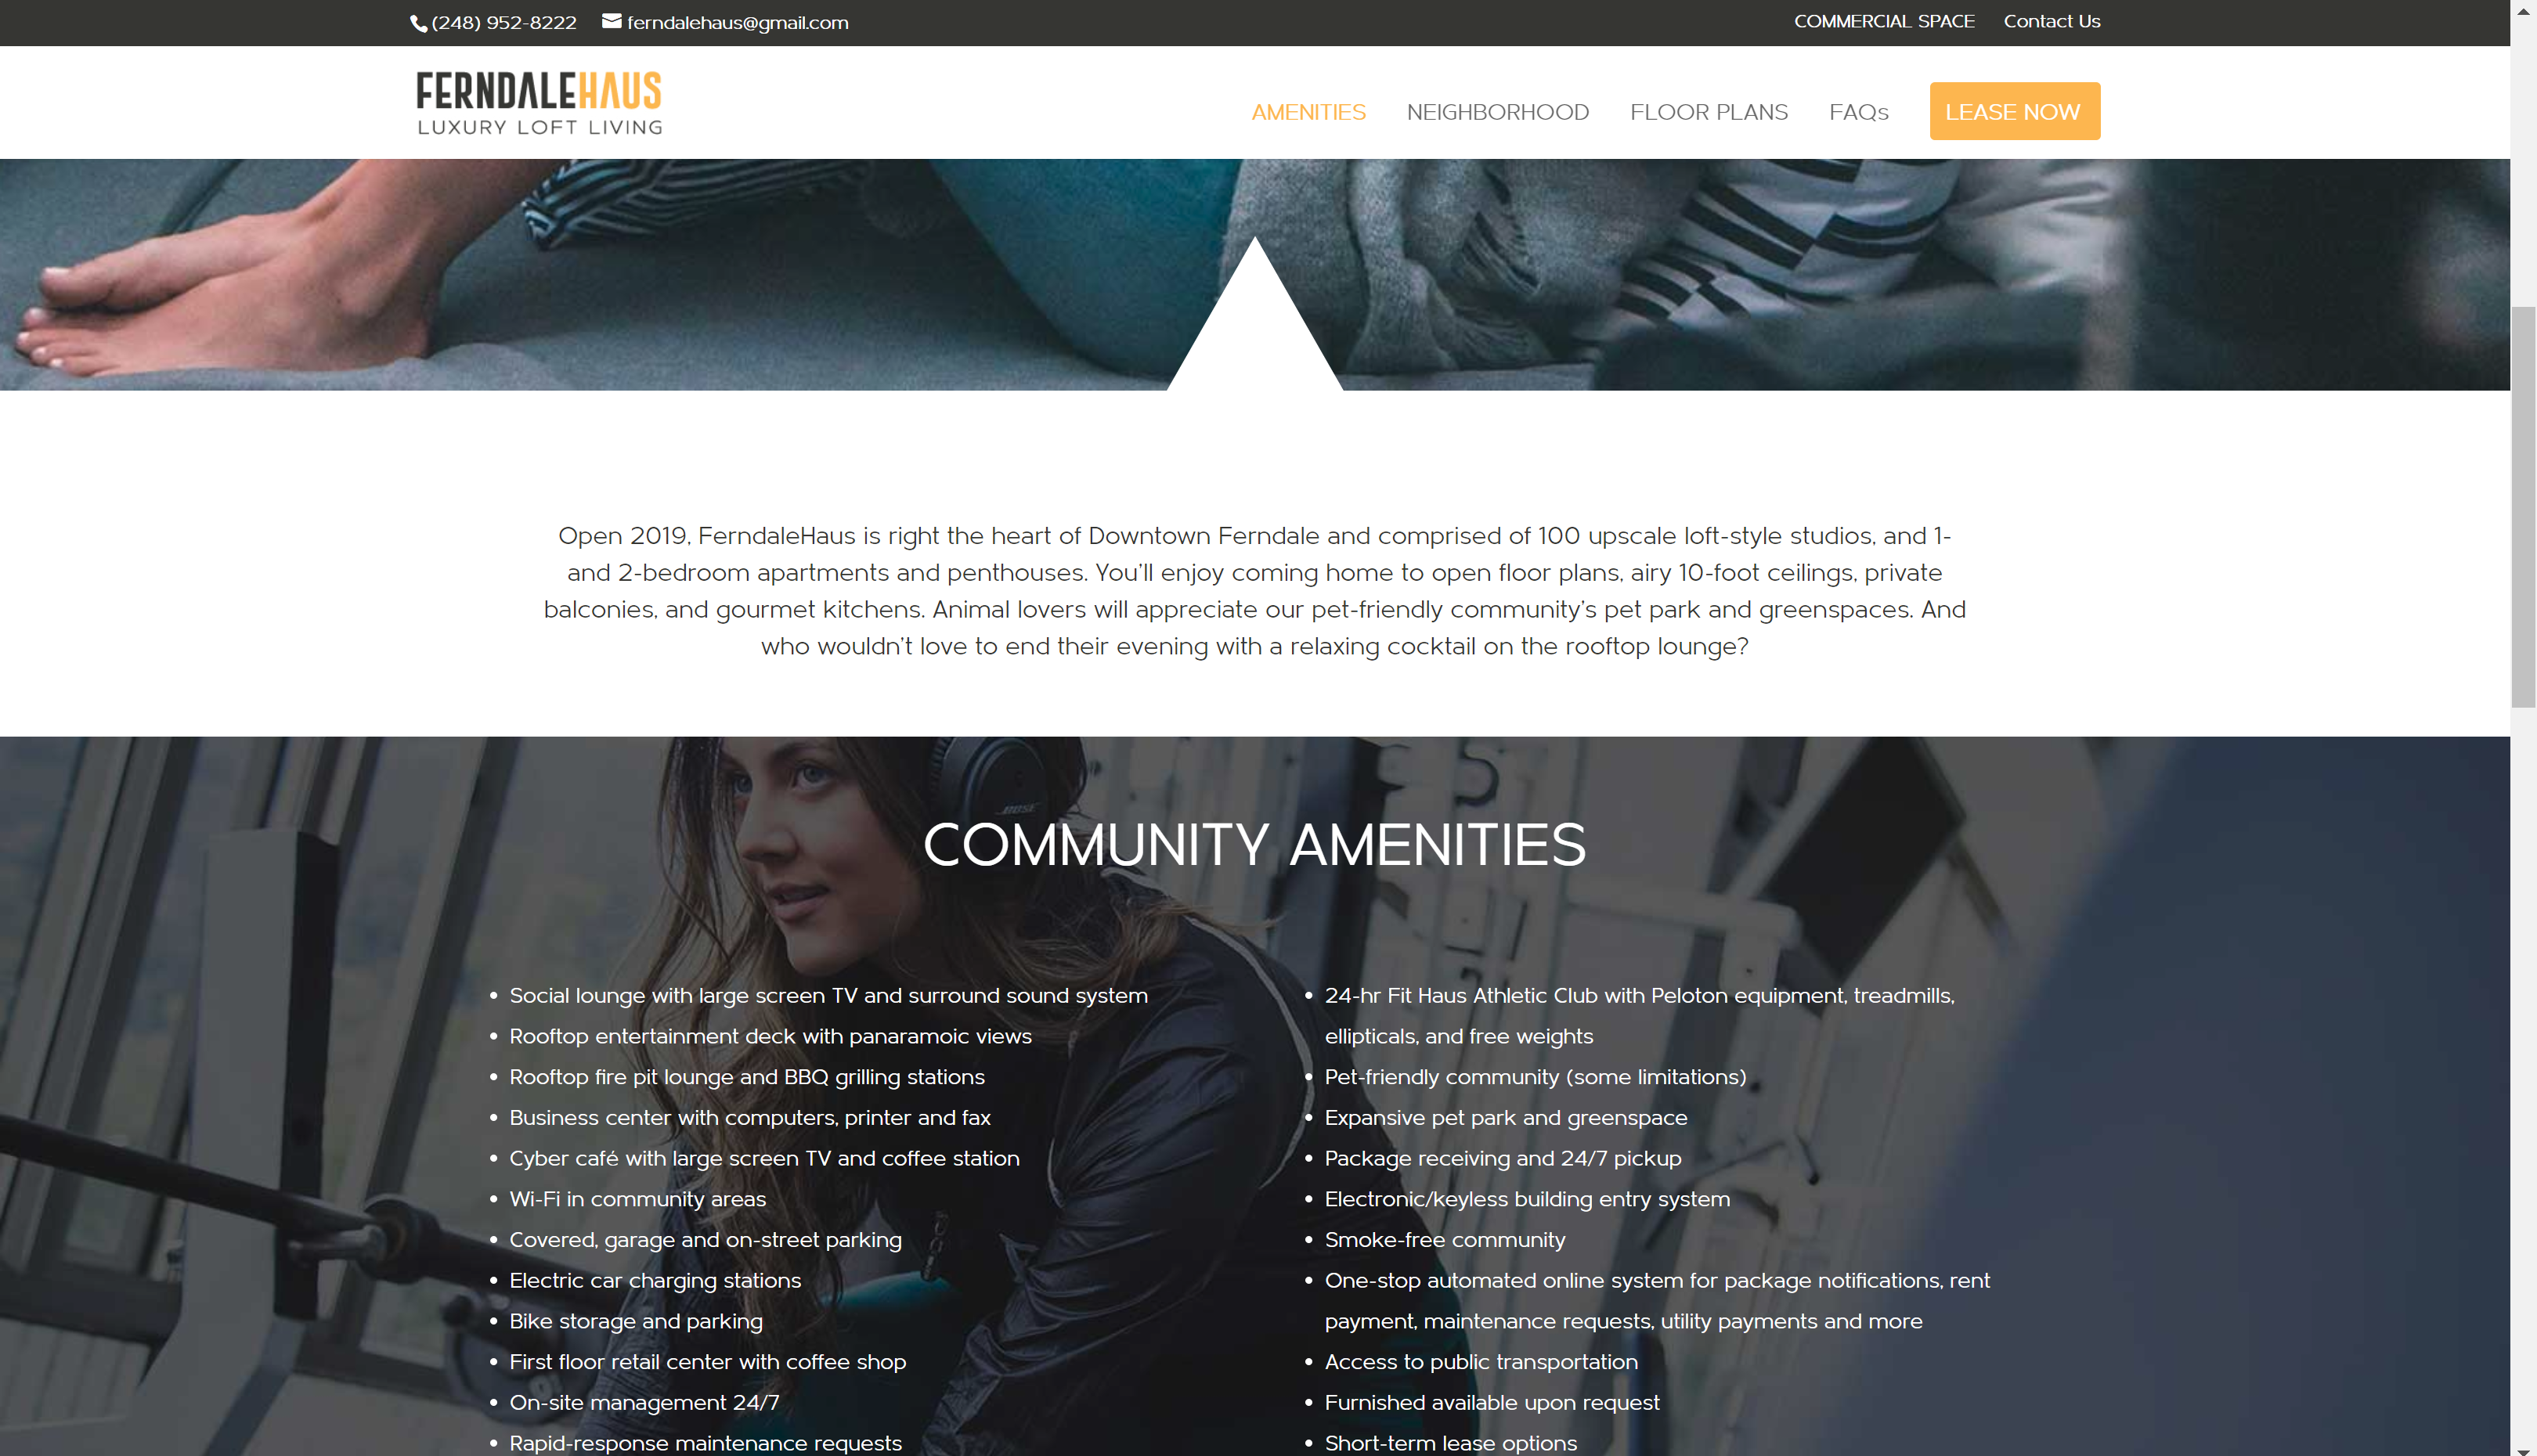 (248) 952-8222 ferndalehaus@gmail.com COMMERCIAL SPACE Contact Us
FERNDALEHAUS
LUXURY LOFT LIVING
AMENITIES NEIGHBORHOOD FLOOR PLANS FAQs LEASE NOW
Open 2019, FerndaleHaus is right the heart of Downtown Ferndale and comprised of 100 upscale loft-style studios, and 1-
and 2-bedroom apartments and penthouses. You’ll enjoy coming home to open floor plans, airy 10-foot ceilings, private
balconies, and gourmet kitchens. Animal lovers will appreciate our pet-friendly community’s pet park and greenspaces. And
who wouldn’t love to end their evening with a relaxing cocktail on the rooftop lounge?
BOSE
COMMUNITY AMENITIES
• Social lounge with large screen TV and surround sound system
• Rooftop entertainment deck with panaramoic views
• Rooftop fire pit lounge and BBQ grilling stations
• Business center with computers, printer and fax
• Cyber café with large screen TV and coffee station
• Wi-Fi in community areas
• Covered, garage and on-street parking
• Electric car charging stations
• Bike storage and parking
• First floor retail center with coffee shop
• On-site management 24/7
• Rapid-response maintenance requests
• 24-hr Fit Haus Athletic Club with Peloton equipment, treadmills,
ellipticals, and free weights
• Pet-friendly community (some limitations)
• Expansive pet park and greenspace
• Package receiving and 24/7 pickup
• Electronic/keyless building entry system
• Smoke-free community
• One-stop automated online system for package notifications, rent
payment, maintenance requests, utility payments and more
• Access to public transportation
• Furnished available upon request
• Short-term lease options